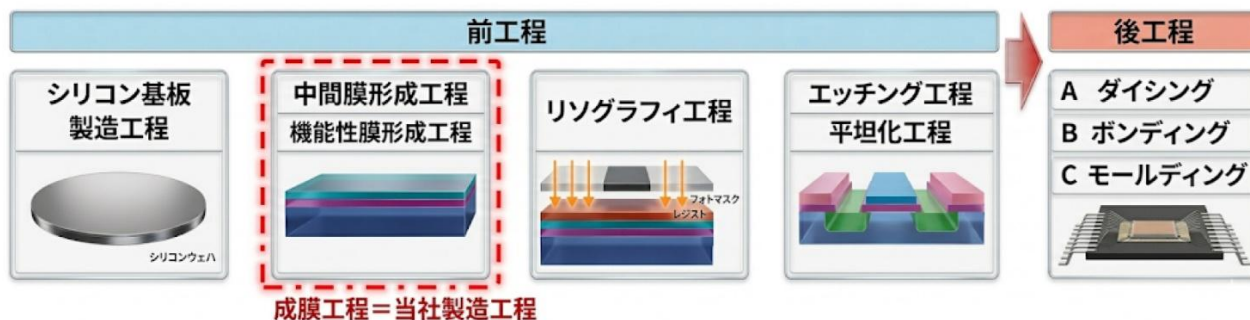 前工程
後工程
シリコン基板
製造工程
シリコンウェハ
中間膜形成工程
機能性膜形成工程
成膜工程＝当社製造工程
リソグラフィ工程
フォトマスク
レジスト
エッチング工程
平坦化工程
A ダイシング
B ボンディング
C モールディング